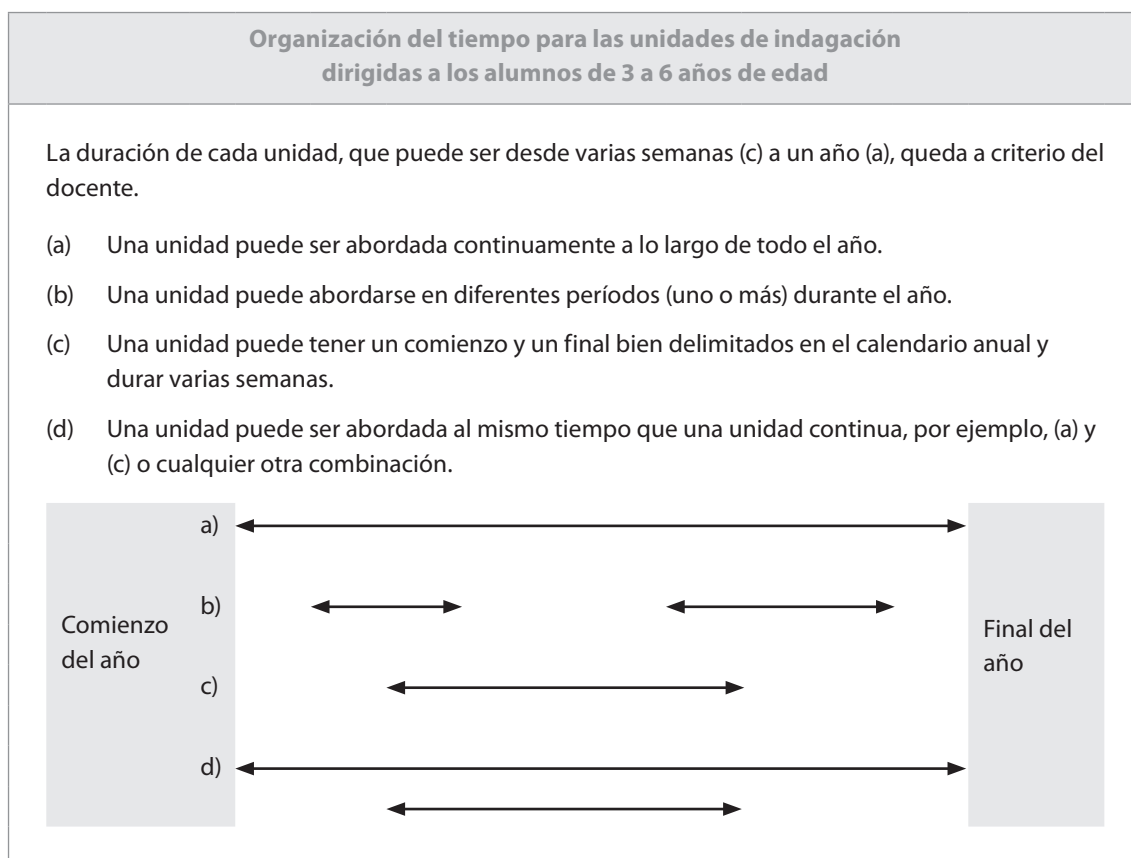 Organización del tiempo para las unidades de indagación
dirigidas a los alumnos de 3 a 6 años de edad
La duración de cada unidad, que puede ser desde varias semanas (c) a un año (a), queda a criterio del
docente.
(a) Una unidad puede ser abordada continuamente a lo largo de todo el año.
(b) Una unidad puede abordarse en diferentes períodos (uno o más) durante el año.
(c) Una unidad puede tener un comienzo y un final bien delimitados en el calendario anual y
durar varias semanas.
(d) Una unidad puede ser abordada al mismo tiempo que una unidad continua, por ejemplo, (a) y
(c) o cualquier otra combinación.
a)
b)
Comienzo
del año
Final del
año
c)
d)